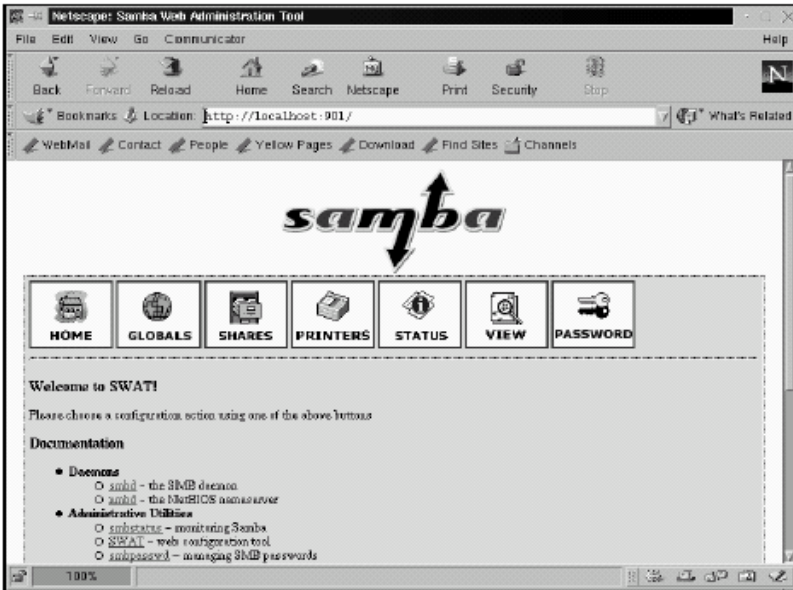 Netscape: Samba Web Administration Tool
File Edit View Go Communicator Help
Back Forward Reload Home Search Netscape Print Security Stop
Bookmarks Location: http://localhost:901/ What's Related
WebMail Contact People Yellow Pages Download Find Sites Channels
samba
HOME GLOBALS SHARES PRINTERS STATUS VIEW PASSWORD
Welcome to SWAT!
Please choose a configuration action using one of the above buttons
Documentation
Daemons
smbd - the SMB daemon
nmbd - the NetBIOS nameserver
Administrative Utilities
smbstatus - monitoring Samba
SWAT - web configuration tool
smbpasswd - managing SMB passwords
100%